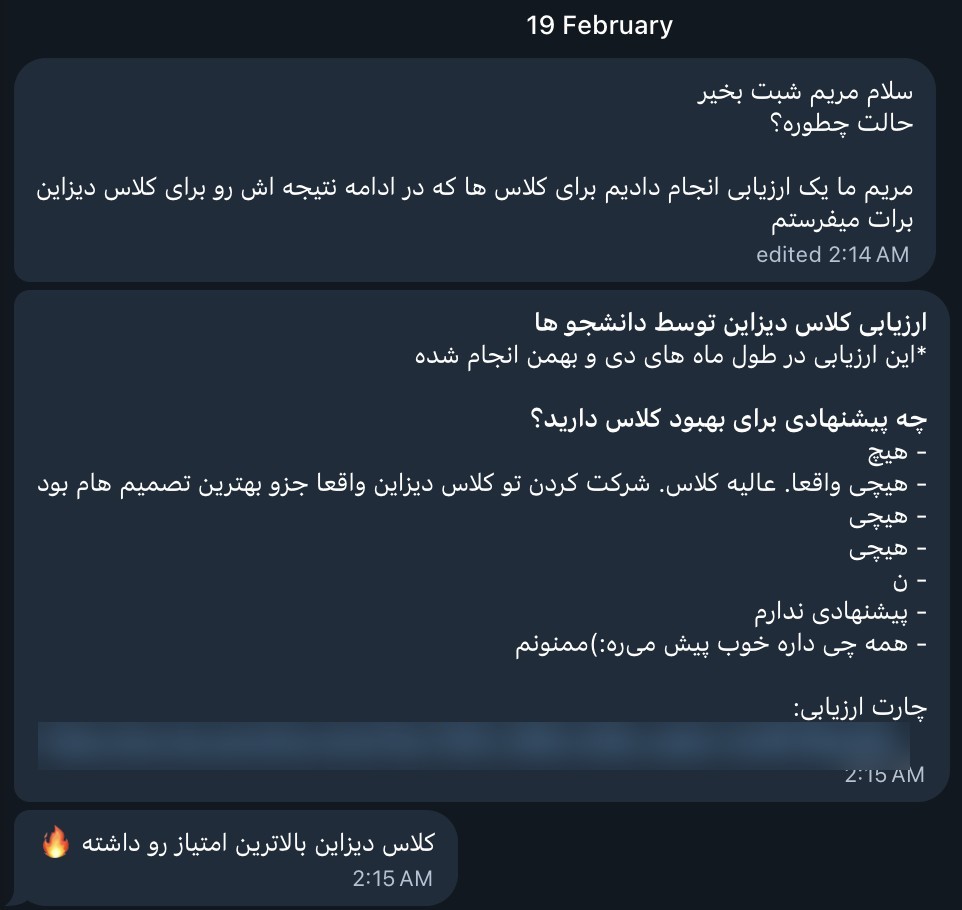 19 February
سلام مریم شبت بخیر
حالت چطوره؟
مریم ما یک ارزیابی انجام دادیم برای کلاس ها که در ادامه نتیجه اش رو برای کلاس دیزاین
برات میفرستم
edited 2:14 AM
ارزیابی کلاس دیزاین توسط دانشجو ها
*این ارزیابی در طول ماه های دی و بهمن انجام شده
چه پیشنهادی برای بهبود کلاس دارید؟
- هیچ
- هیچی واقعا. عالیه کلاس. شرکت کردن تو کلاس دیزاین واقعا جزو بهترین تصمیم هام بود
- هیچی
- هیچی
- ن
- پیشنهادی ندارم
- همه چی داره خوب پیش می‌ره:)ممنونم
چارت ارزیابی:
2:15 AM
کلاس دیزاین بالاترین امتیاز رو داشته 🔥
2:15 AM